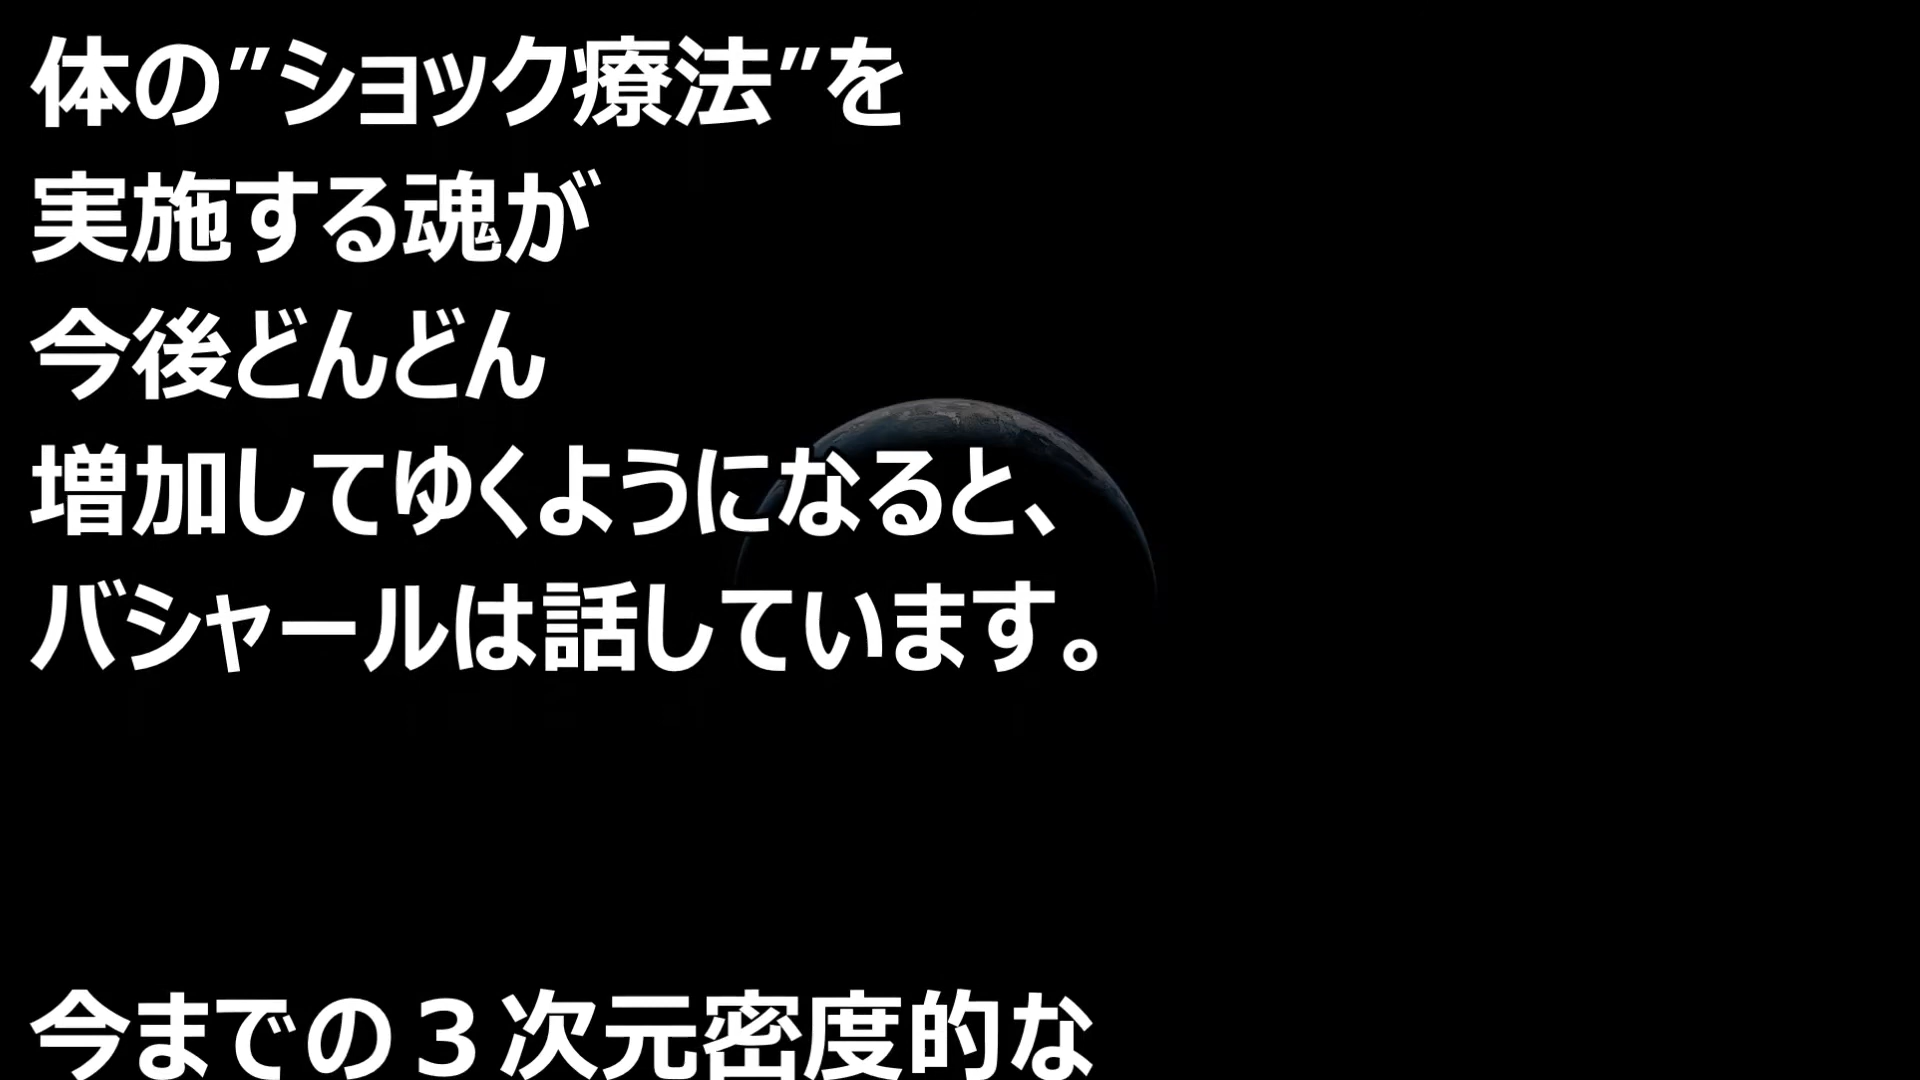 体の”ショック療法”を
実施する魂が
今後どんどん
増加してゆくようになると、
バシャールは話しています。
今までの３次元密度的な